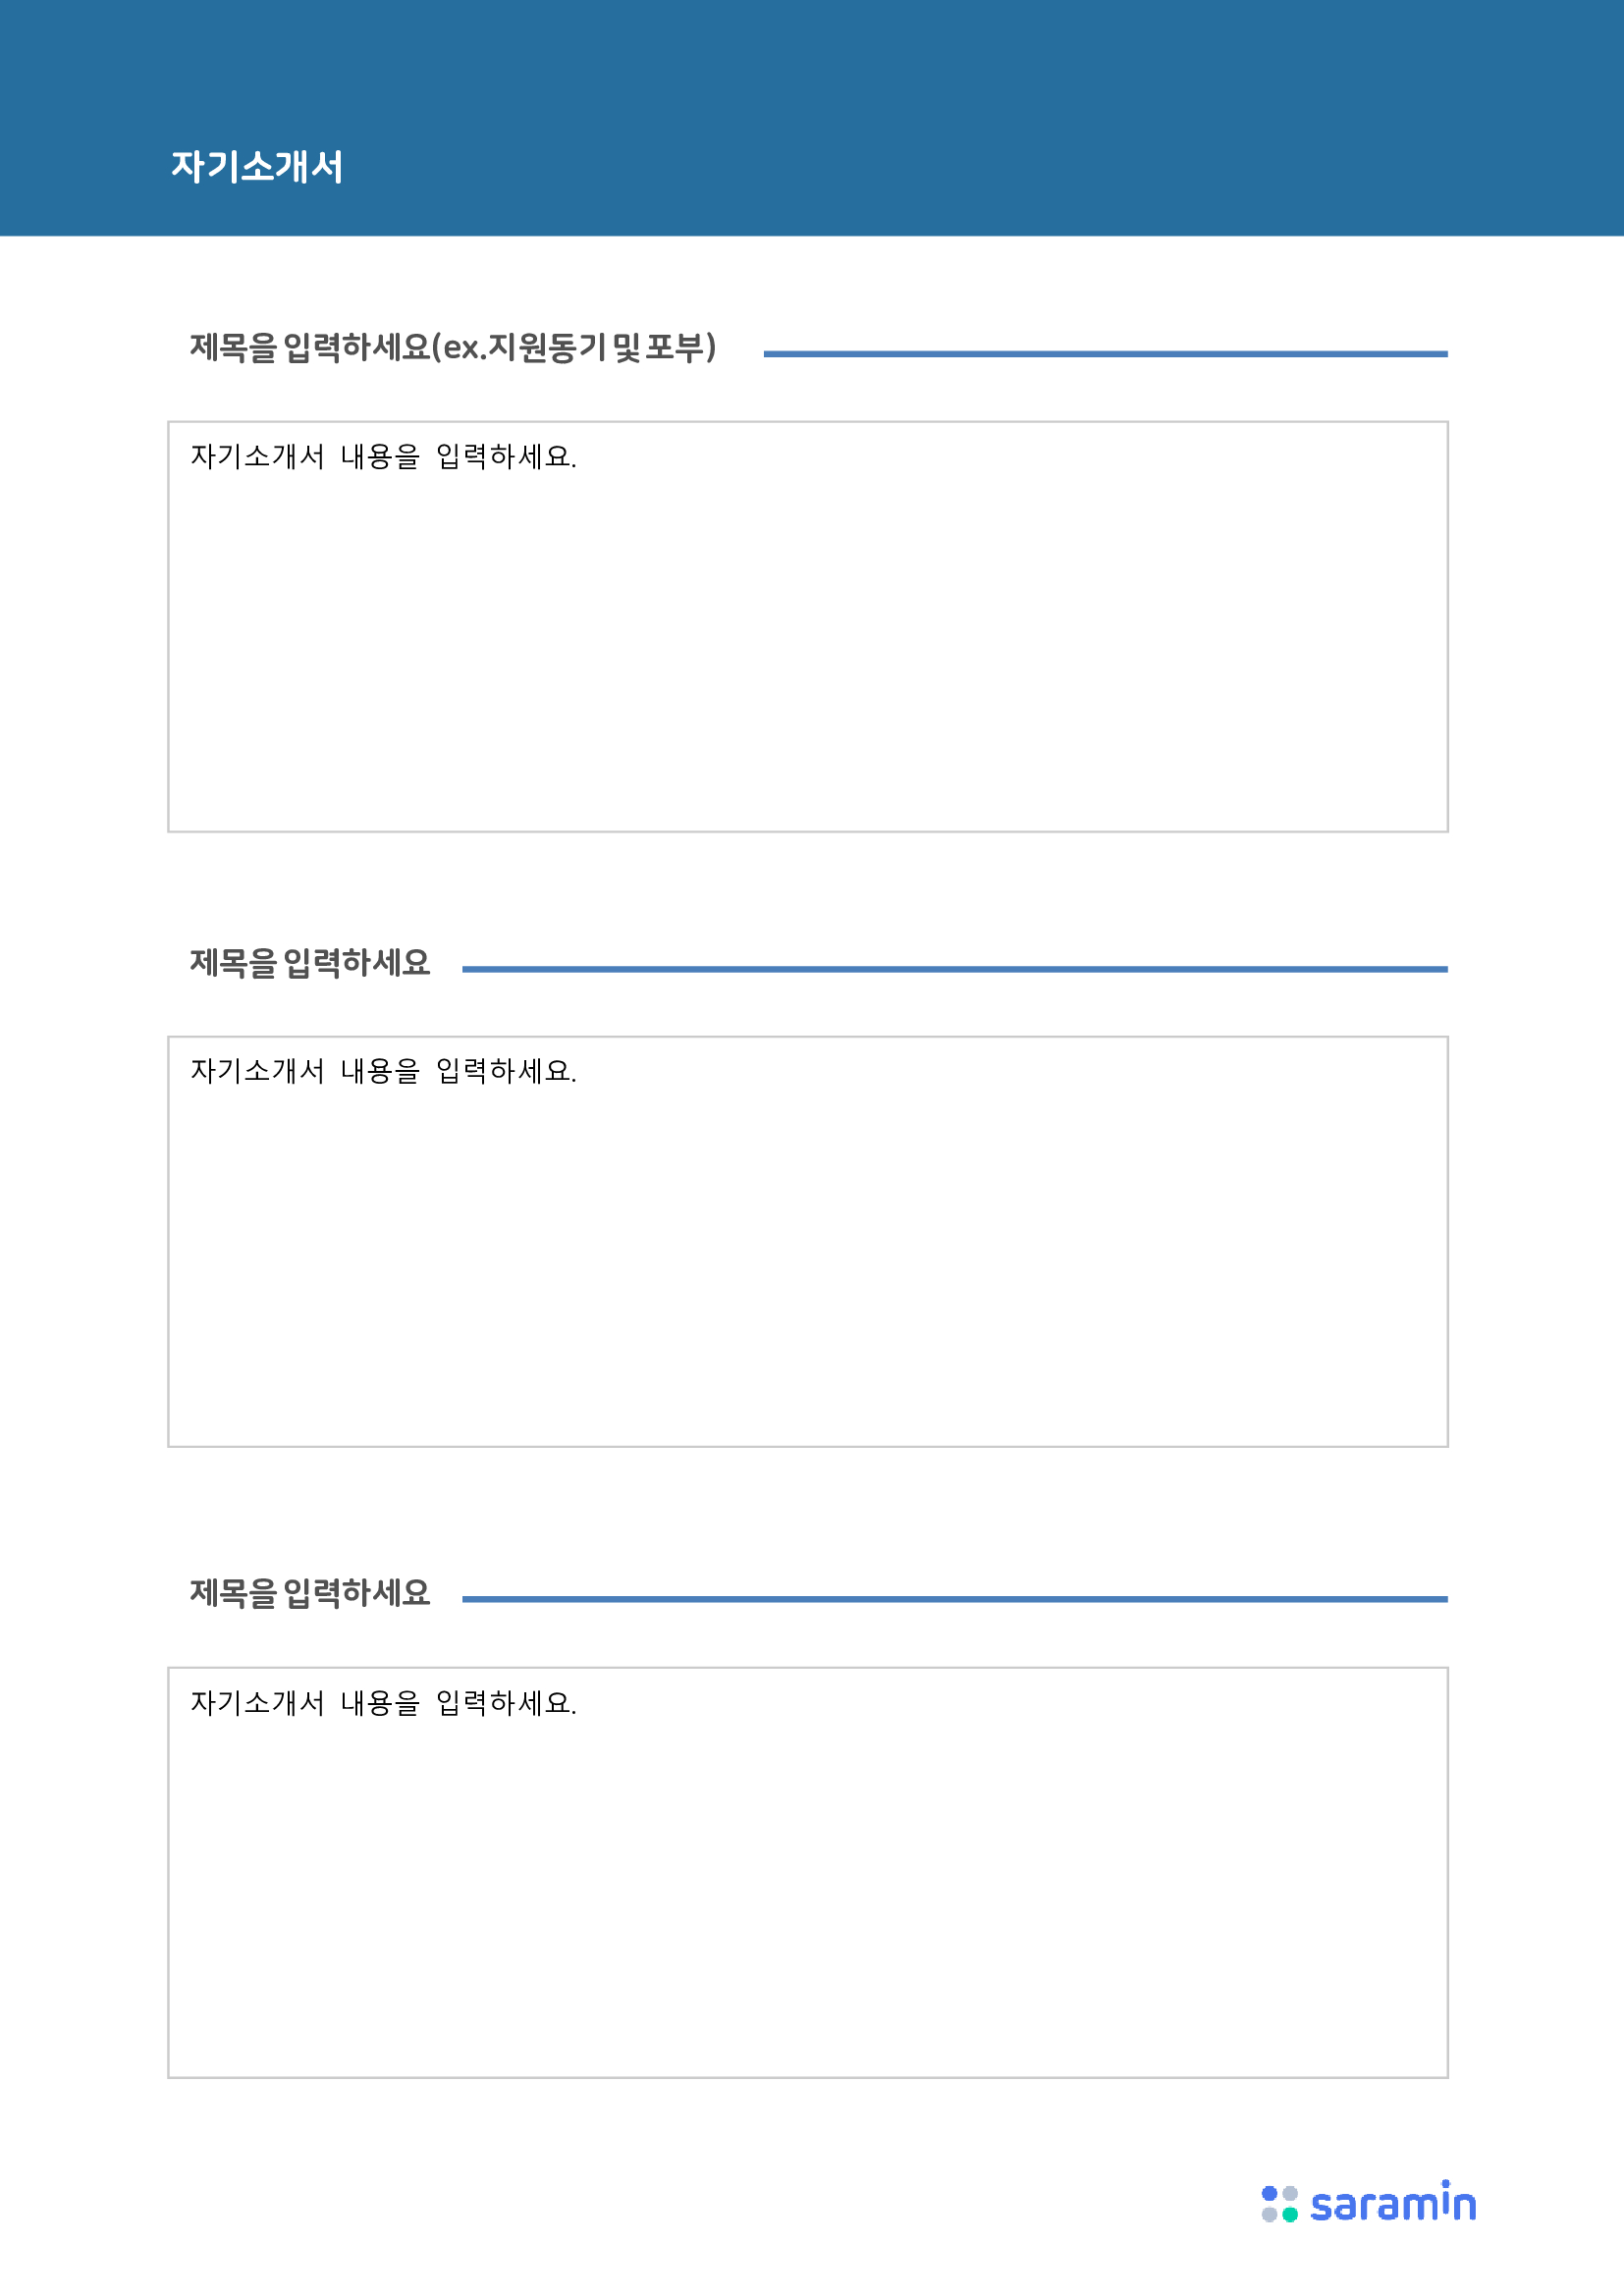 자기소개서
제목을 입력하세요(ex.지원동기 및 포부)
자기소개서 내용을 입력하세요.
제목을 입력하세요
자기소개서 내용을 입력하세요.
제목을 입력하세요
자기소개서 내용을 입력하세요.
saramin